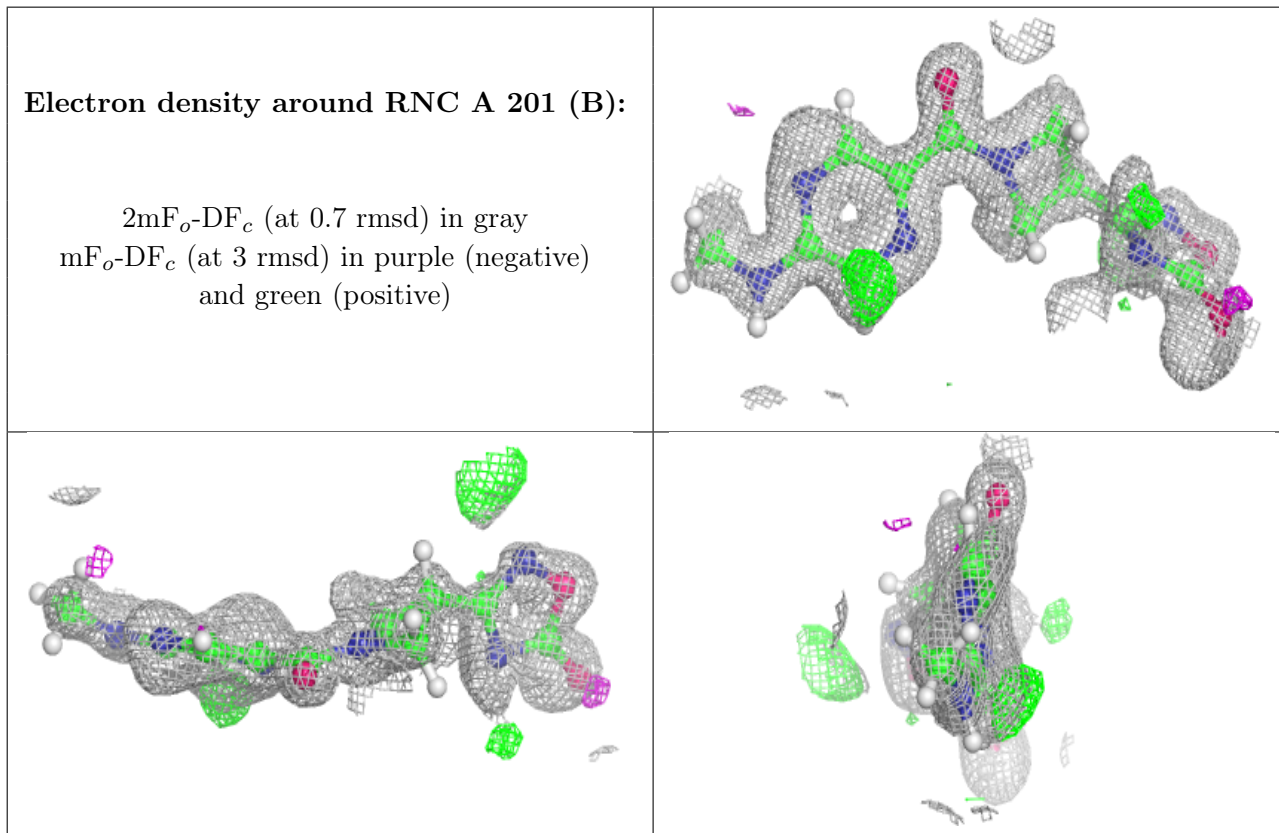 Electron density around RNC A 201 (B):
2mFₒ-DF𝒸 (at 0.7 rmsd) in gray
mFₒ-DF𝒸 (at 3 rmsd) in purple (negative)
and green (positive)